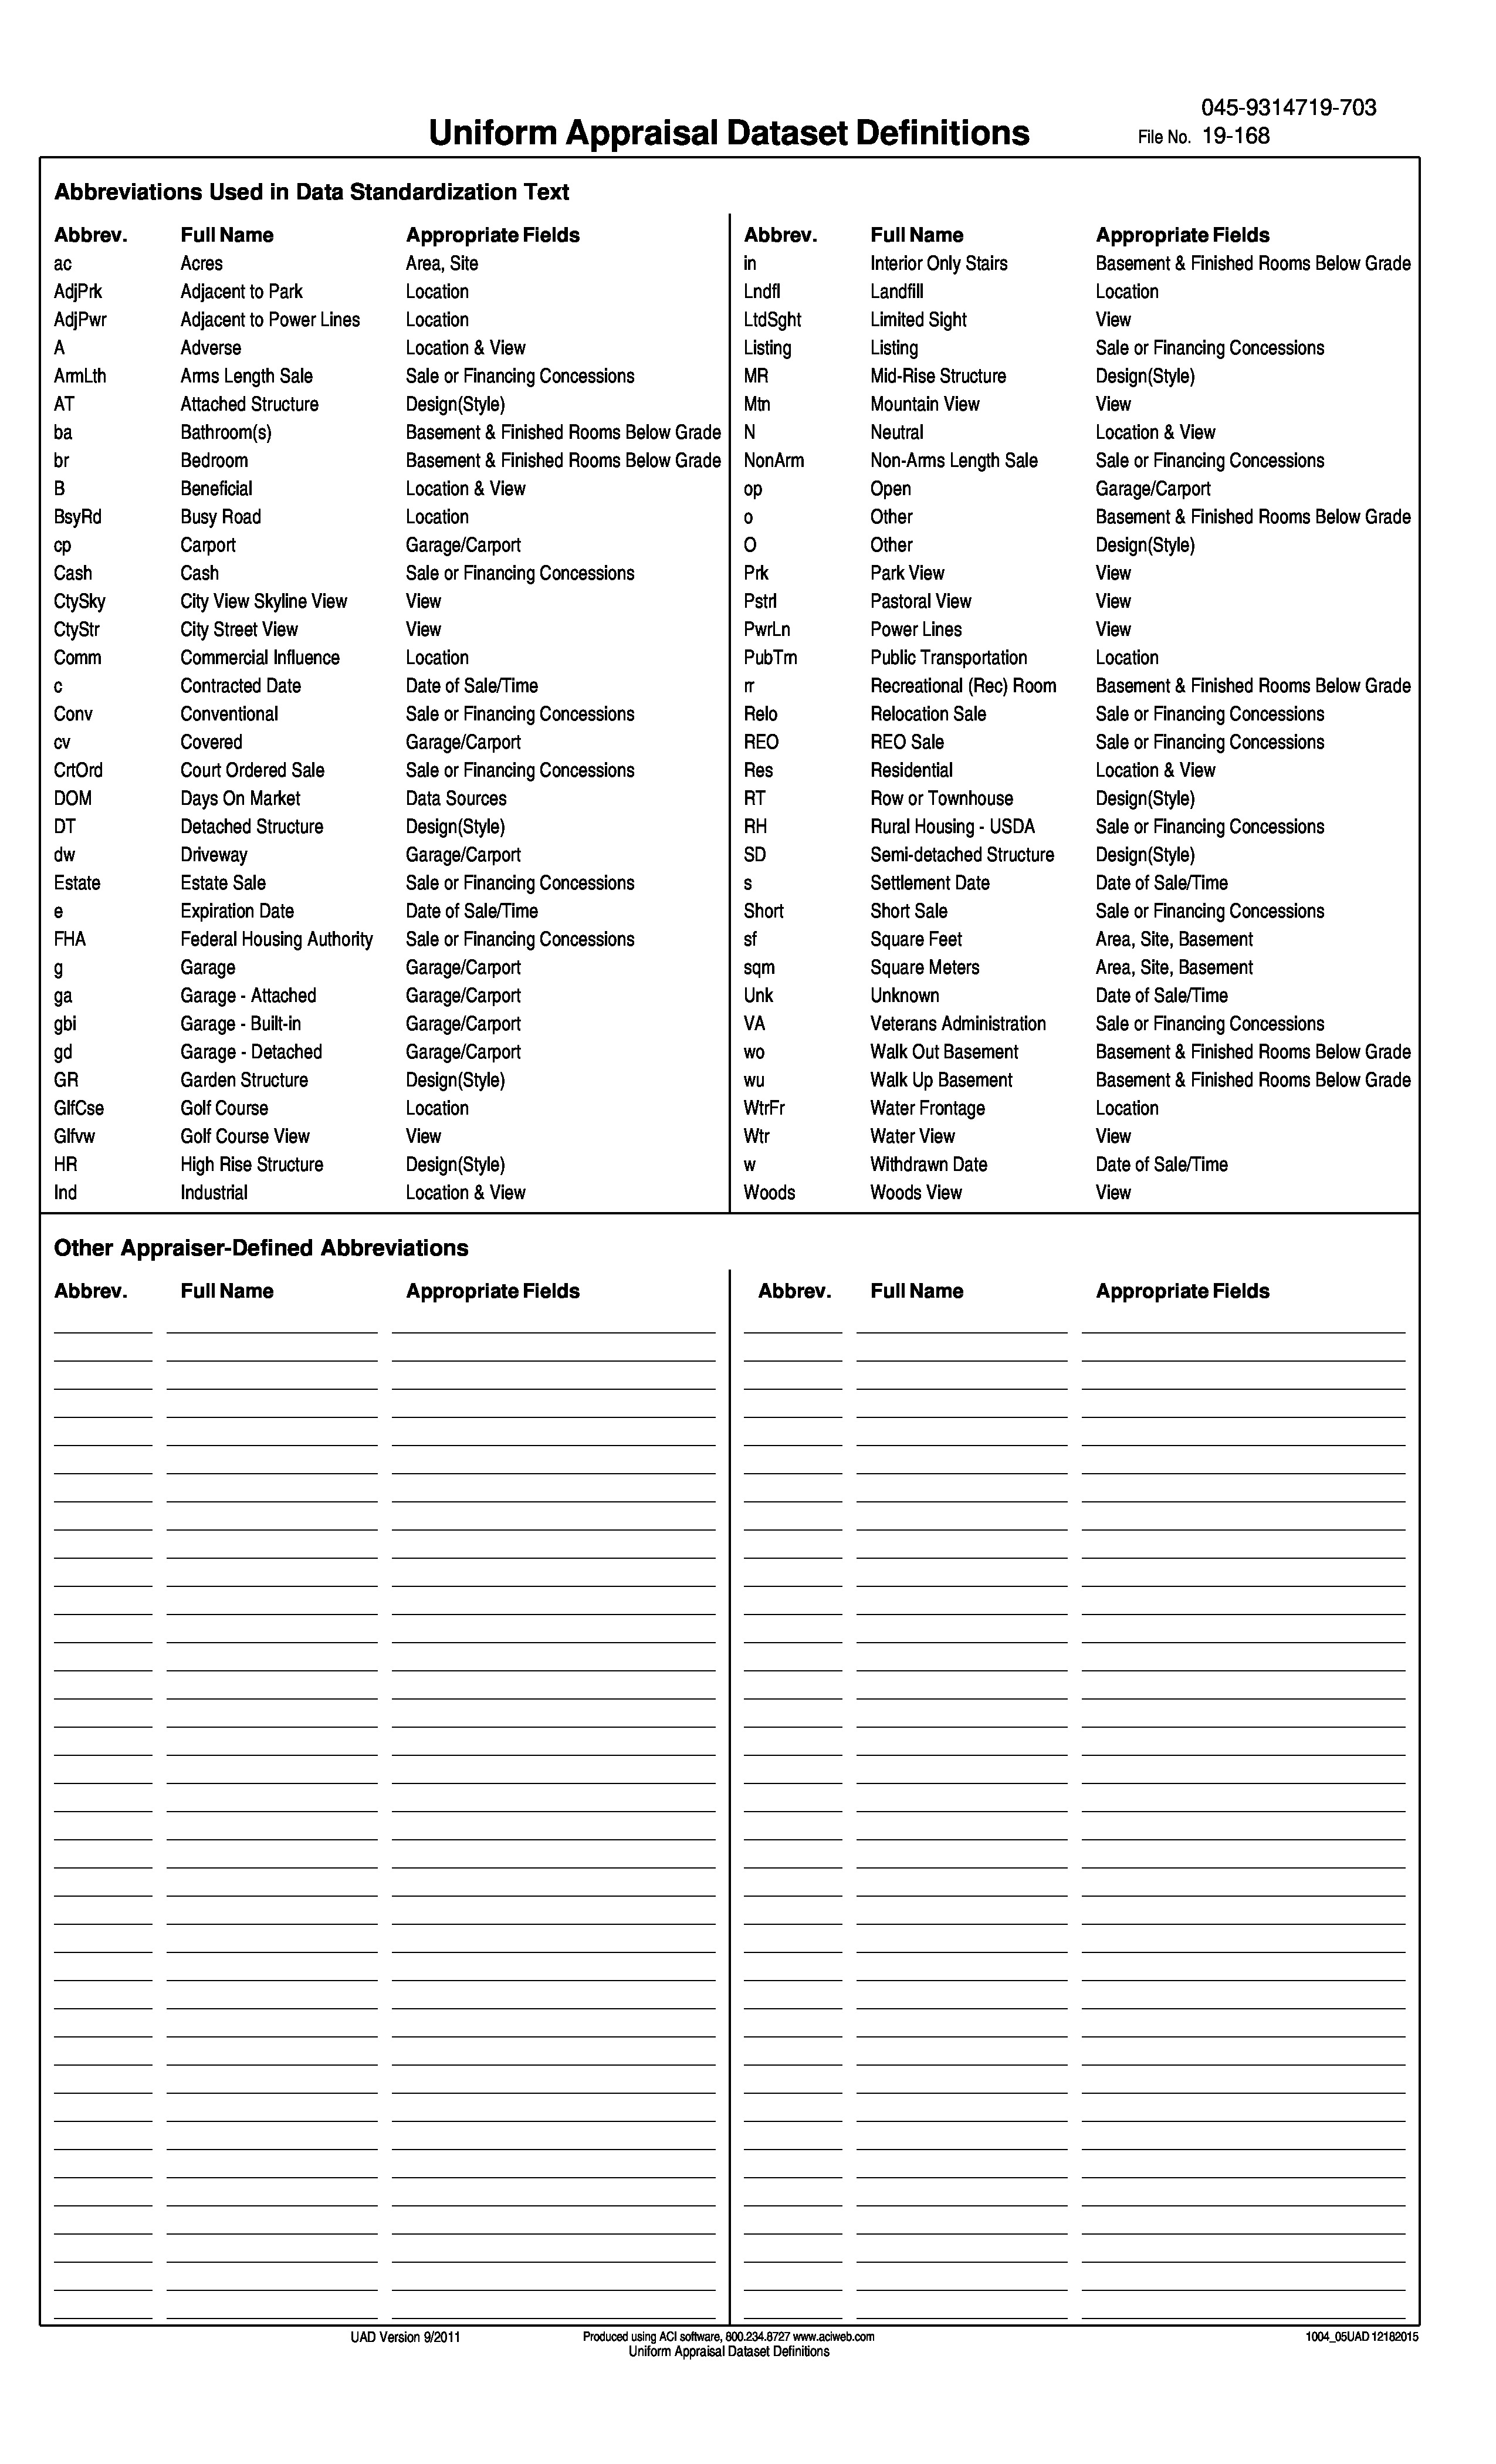 045-9314719-703
Uniform Appraisal Dataset Definitions File No. 19-168
Abbreviations Used in Data Standardization Text
Abbrev. Full Name Appropriate Fields
ac Acres Area, Site
AdjPrk Adjacent to Park Location
AdjPwr Adjacent to Power Lines Location
A Adverse Location & View
ArmLth Arms Length Sale Sale or Financing Concessions
AT Attached Structure Design(Style)
ba Bathroom(s) Basement & Finished Rooms Below Grade
br Bedroom Basement & Finished Rooms Below Grade
B Beneficial Location & View
BsyRd Busy Road Location
cp Carport Garage/Carport
Cash Cash Sale or Financing Concessions
CtySky City View Skyline View View
CtyStr City Street View View
Comm Commercial Influence Location
c Contracted Date Date of Sale/Time
Conv Conventional Sale or Financing Concessions
cv Covered Garage/Carport
CrtOrd Court Ordered Sale Sale or Financing Concessions
DOM Days On Market Data Sources
DT Detached Structure Design(Style)
dw Driveway Garage/Carport
Estate Estate Sale Sale or Financing Concessions
e Expiration Date Date of Sale/Time
FHA Federal Housing Authority Sale or Financing Concessions
g Garage Garage/Carport
ga Garage - Attached Garage/Carport
gbi Garage - Built-in Garage/Carport
gd Garage - Detached Garage/Carport
GR Garden Structure Design(Style)
GlfCse Golf Course Location
Glfvw Golf Course View View
HR High Rise Structure Design(Style)
Ind Industrial Location & View
Abbrev. Full Name Appropriate Fields
in Interior Only Stairs Basement & Finished Rooms Below Grade
Lndfl Landfill Location
LtdSght Limited Sight View
Listing Listing Sale or Financing Concessions
MR Mid-Rise Structure Design(Style)
Mtn Mountain View View
N Neutral Location & View
NonArm Non-Arms Length Sale Sale or Financing Concessions
op Open Garage/Carport
o Other Basement & Finished Rooms Below Grade
O Other Design(Style)
Prk Park View View
Pstrl Pastoral View View
PwrLn Power Lines View
PubTrn Public Transportation Location
rr Recreational (Rec) Room Basement & Finished Rooms Below Grade
Relo Relocation Sale Sale or Financing Concessions
REO REO Sale Sale or Financing Concessions
Res Residential Location & View
RT Row or Townhouse Design(Style)
RH Rural Housing - USDA Sale or Financing Concessions
SD Semi-detached Structure Design(Style)
s Settlement Date Date of Sale/Time
Short Short Sale Sale or Financing Concessions
sf Square Feet Area, Site, Basement
sqm Square Meters Area, Site, Basement
Unk Unknown Date of Sale/Time
VA Veterans Administration Sale or Financing Concessions
wo Walk Out Basement Basement & Finished Rooms Below Grade
wu Walk Up Basement Basement & Finished Rooms Below Grade
WtrFr Water Frontage Location
Wtr Water View View
w Withdrawn Date Date of Sale/Time
Woods Woods View View
Other Appraiser-Defined Abbreviations
Abbrev. Full Name Appropriate Fields Abbrev. Full Name Appropriate Fields
UAD Version 9/2011 Produced using ACI software, 800.234.8727 www.aciweb.com 1004_05UAD 12182015
Uniform Appraisal Dataset Definitions